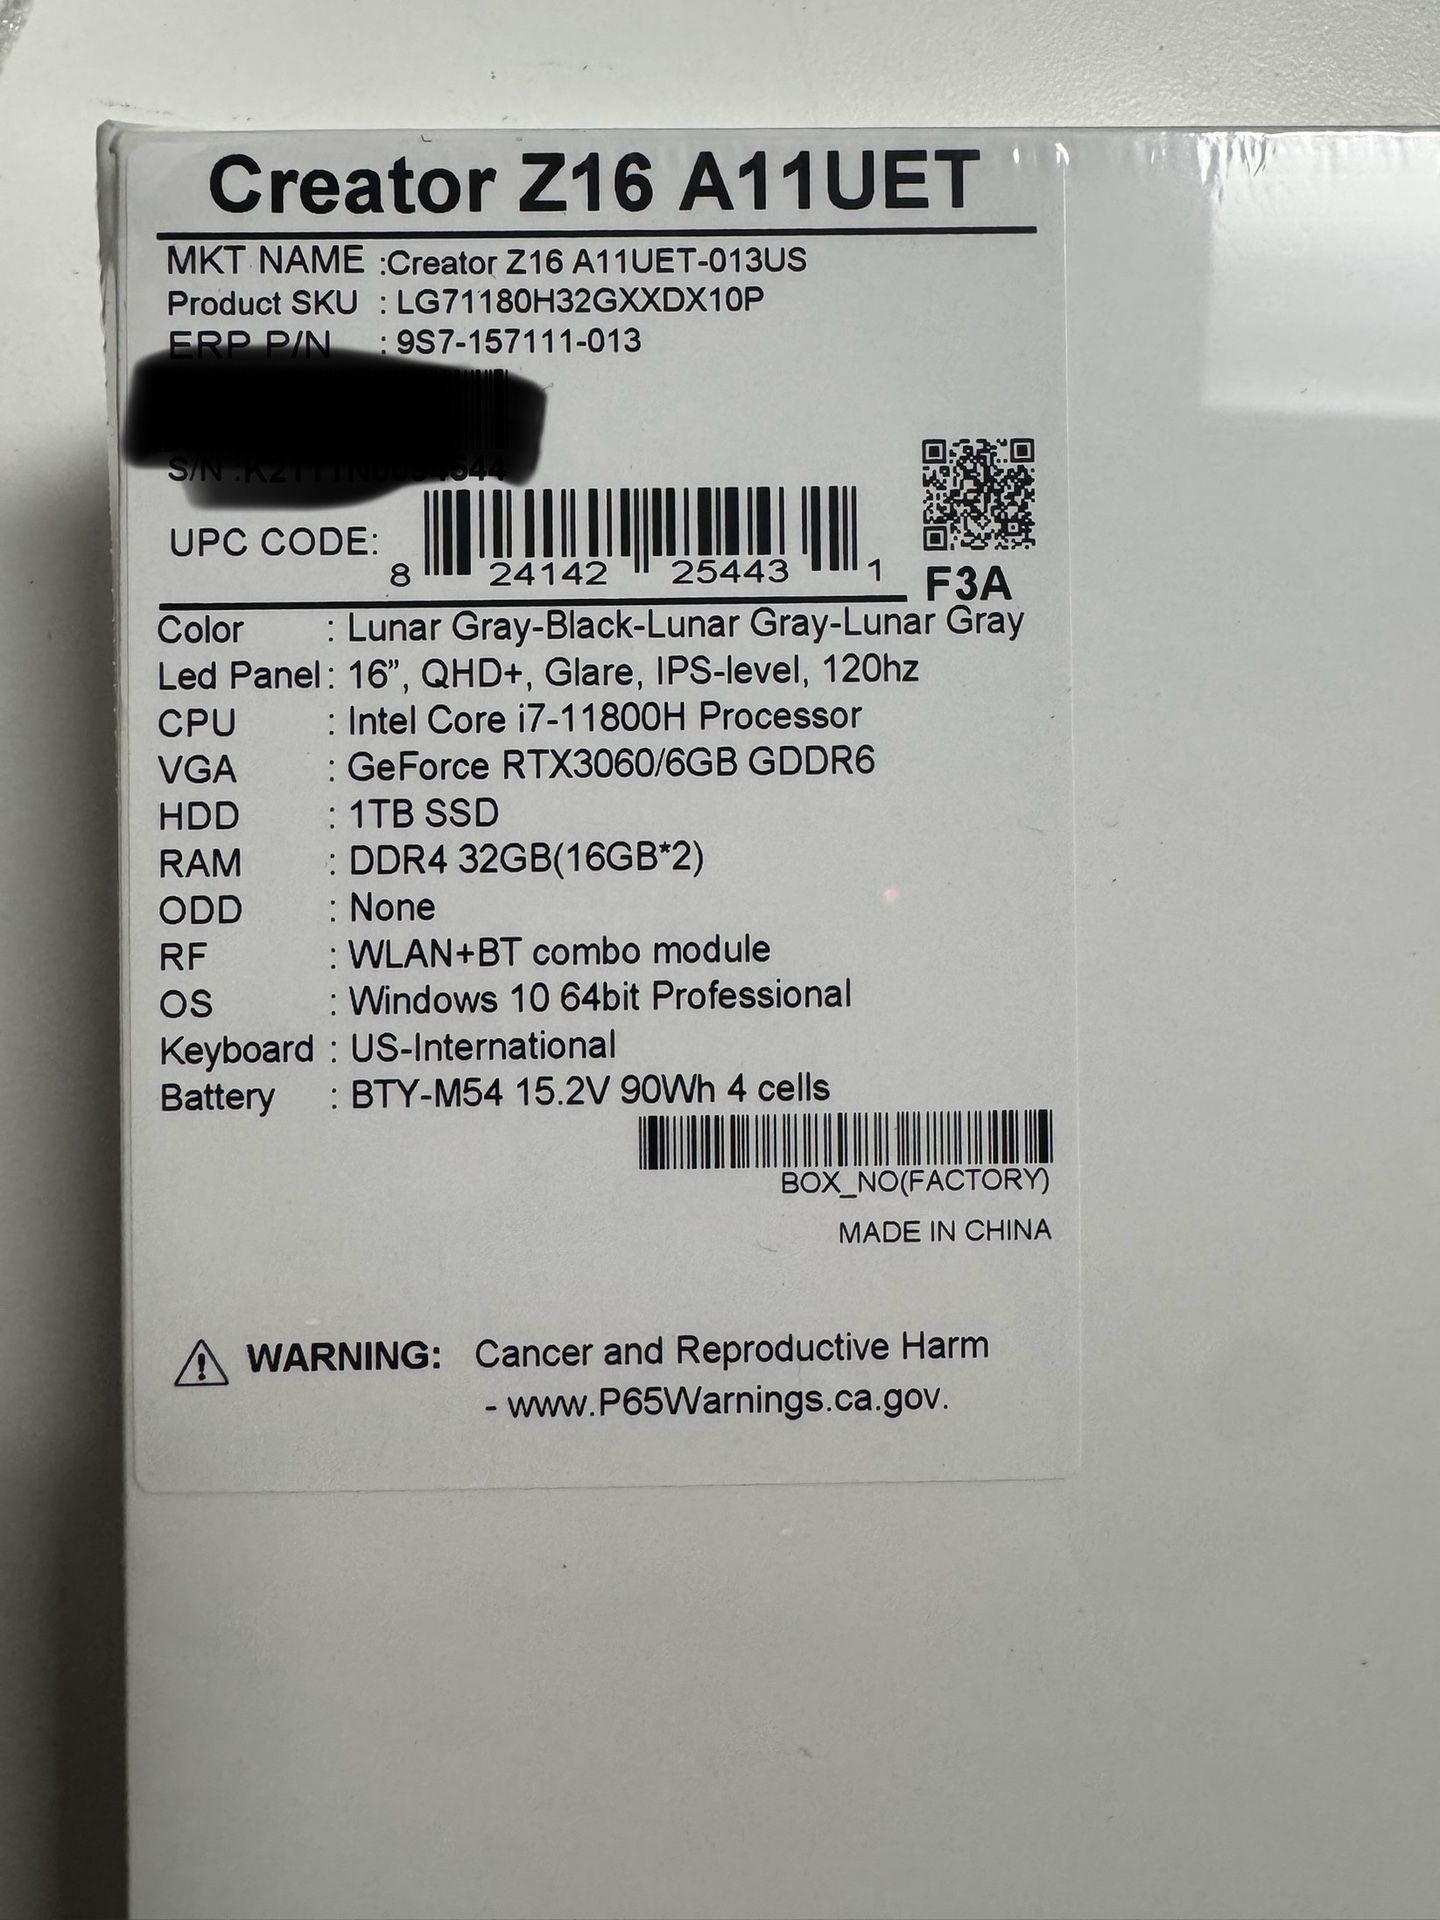 Creator Z16 A11UET
MKT NAME :Creator Z16 A11UET-013US
Product SKU : LG71180H32GXXDX10P
ERP P/N : 9S7-157111-013
S/N :
UPC CODE:
8 24142 25443 1
F3A
Color : Lunar Gray-Black-Lunar Gray-Lunar Gray
Led Panel : 16”, QHD+, Glare, IPS-level, 120hz
CPU : Intel Core i7-11800H Processor
VGA : GeForce RTX3060/6GB GDDR6
HDD : 1TB SSD
RAM : DDR4 32GB(16GB*2)
ODD : None
RF : WLAN+BT combo module
OS : Windows 10 64bit Professional
Keyboard : US-International
Battery : BTY-M54 15.2V 90Wh 4 cells
BOX_NO(FACTORY)
MADE IN CHINA
WARNING: Cancer and Reproductive Harm
- www.P65Warnings.ca.gov.